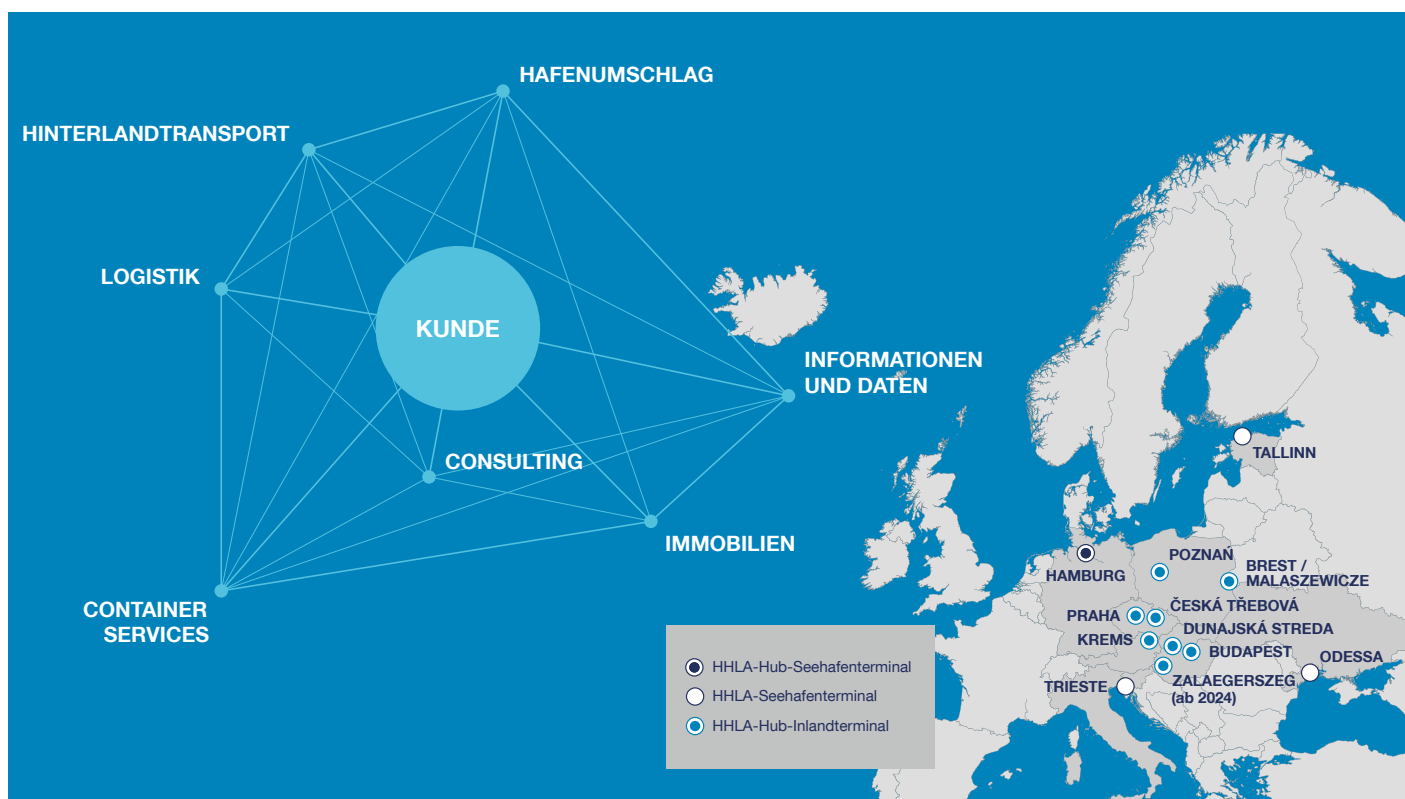 HAFENUMSCHLAG
HINTERLANDTRANSPORT
LOGISTIK
KUNDE
INFORMATIONEN
UND DATEN
CONSULTING
IMMOBILIEN
CONTAINER
SERVICES
HHLA-Hub-Seehafenterminal
HHLA-Seehafenterminal
HHLA-Hub-Inlandterminal
TALLINN
HAMBURG
POZNAŃ
BREST /
MALASZEWICZE
PRAHA
ČESKÁ TŘEBOVÁ
KREMS
DUNAJSKÁ STREDA
BUDAPEST
ODESSA
TRIESTE
ZALAEGERSZEG
(ab 2024)